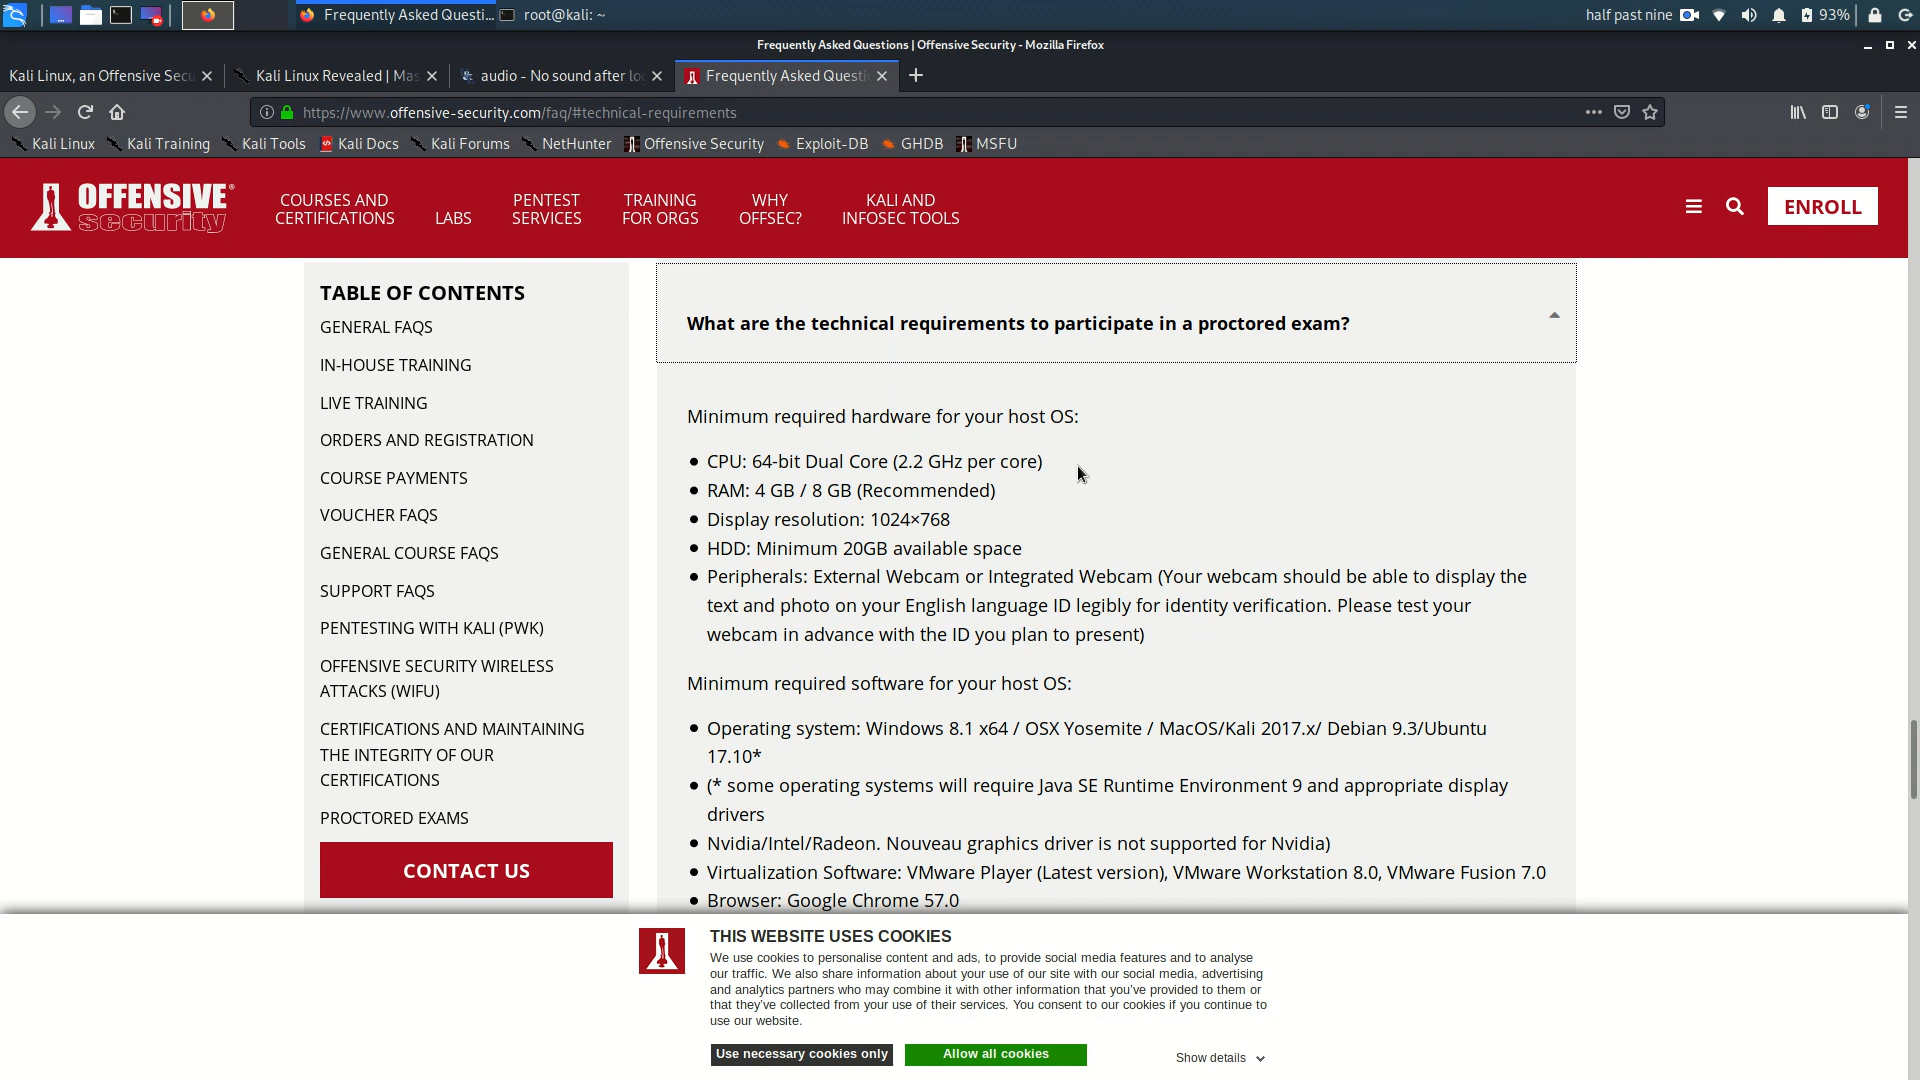 Frequently Asked Questi...
root@kali: ~
half past nine
93%
Frequently Asked Questions | Offensive Security - Mozilla Firefox
Kali Linux, an Offensive Secu
Kali Linux Revealed | Mas
audio - No sound after lo
Frequently Asked Questi
https://www.offensive-security.com/faq/#technical-requirements
Kali Linux
Kali Training
Kali Tools
Kali Docs
Kali Forums
NetHunter
Offensive Security
Exploit-DB
GHDB
MSFU
OFFENSIVE®
security
COURSES AND
CERTIFICATIONS
LABS
PENTEST
SERVICES
TRAINING
FOR ORGS
WHY
OFFSEC?
KALI AND
INFOSEC TOOLS
ENROLL
TABLE OF CONTENTS
GENERAL FAQS
IN-HOUSE TRAINING
LIVE TRAINING
ORDERS AND REGISTRATION
COURSE PAYMENTS
VOUCHER FAQS
GENERAL COURSE FAQS
SUPPORT FAQS
PENTESTING WITH KALI (PWK)
OFFENSIVE SECURITY WIRELESS
ATTACKS (WIFU)
CERTIFICATIONS AND MAINTAINING
THE INTEGRITY OF OUR
CERTIFICATIONS
PROCTORED EXAMS
CONTACT US
What are the technical requirements to participate in a proctored exam?
Minimum required hardware for your host OS:
• CPU: 64-bit Dual Core (2.2 GHz per core)
• RAM: 4 GB / 8 GB (Recommended)
• Display resolution: 1024×768
• HDD: Minimum 20GB available space
• Peripherals: External Webcam or Integrated Webcam (Your webcam should be able to display the
text and photo on your English language ID legibly for identity verification. Please test your
webcam in advance with the ID you plan to present)
Minimum required software for your host OS:
• Operating system: Windows 8.1 x64 / OSX Yosemite / MacOS/Kali 2017.x/ Debian 9.3/Ubuntu
17.10*
• (* some operating systems will require Java SE Runtime Environment 9 and appropriate display
drivers
• Nvidia/Intel/Radeon. Nouveau graphics driver is not supported for Nvidia)
• Virtualization Software: VMware Player (Latest version), VMware Workstation 8.0, VMware Fusion 7.0
• Browser: Google Chrome 57.0
THIS WEBSITE USES COOKIES
We use cookies to personalise content and ads, to provide social media features and to analyse
our traffic. We also share information about your use of our site with our social media, advertising
and analytics partners who may combine it with other information that you've provided to them or
that they've collected from your use of their services. You consent to our cookies if you continue to
use our website.
Use necessary cookies only
Allow all cookies
Show details